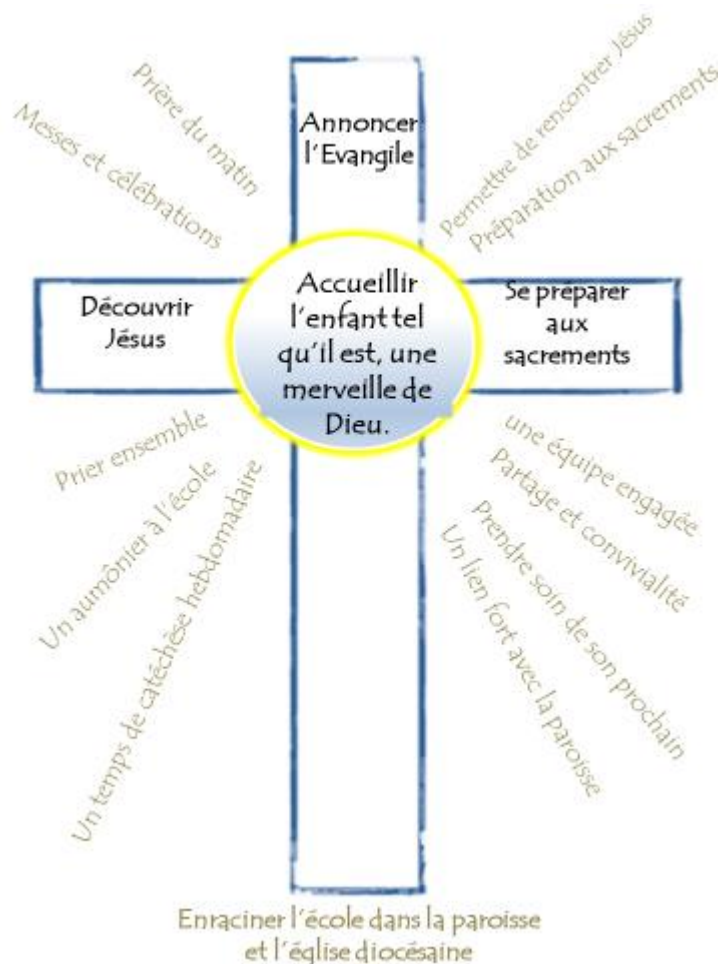 Prière du matin
Messes et célébrations
Annoncer
l'Evangile
Permettre de rencontrer Jésus
Préparation aux sacrements
Découvrir
Jésus
Accueillir
l'enfant tel
qu'il est, une
merveille de
Dieu.
Se préparer
aux
sacrements
Prier ensemble
Un aumônier à l'école
Un temps de catéchèse hebdomadaire
une équipe engagée
Partage et convivialité
Prendre soin de son prochain
Un lien fort avec la paroisse
Enraciner l'école dans la paroisse
et l'église diocésaine